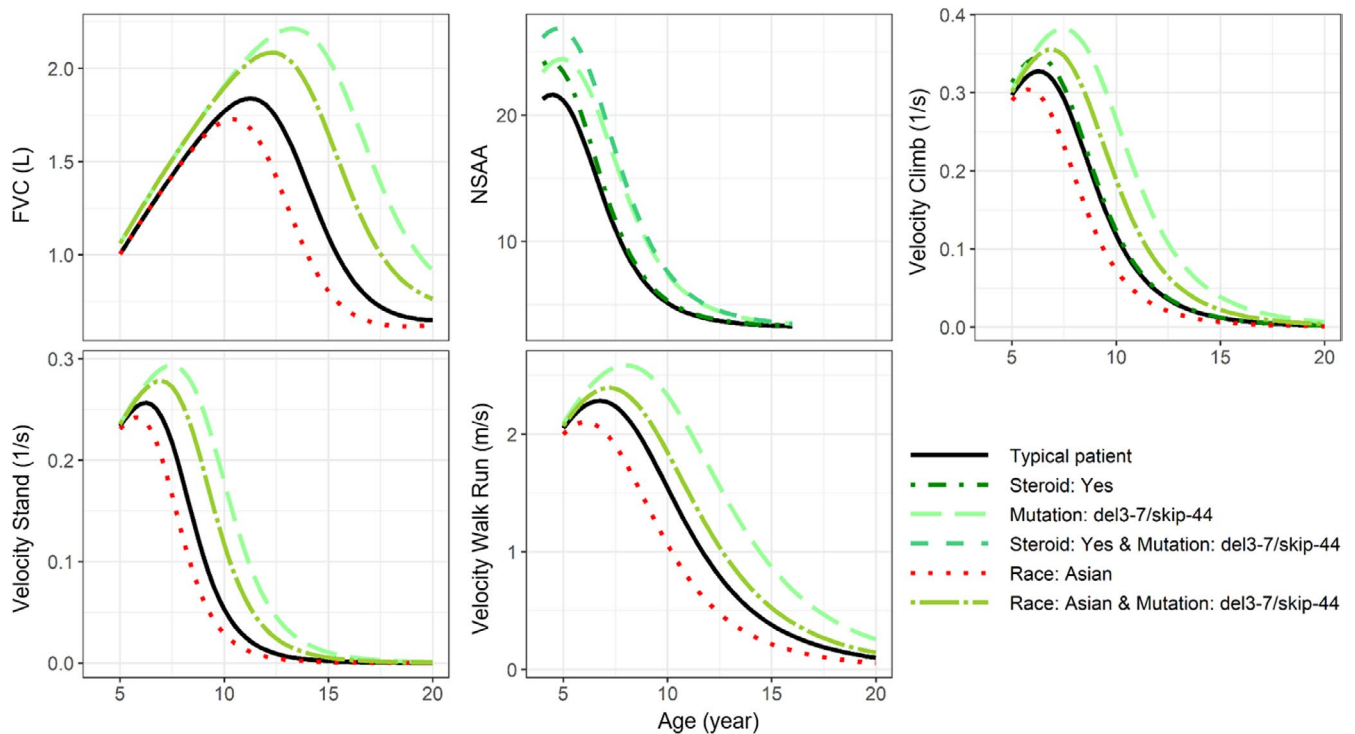 FVC (L)
2.0
1.5
1.0
NSAA
20
10
Velocity Climb (1/s)
0.4
0.3
0.2
0.1
0.0
5 10 15 20
Velocity Stand (1/s)
0.3
0.2
0.1
0.0
5 10 15 20
Velocity Walk Run (m/s)
2
1
0
5 10 15 20
Age (year)
Typical patient
Steroid: Yes
Mutation: del3-7/skip-44
Steroid: Yes & Mutation: del3-7/skip-44
Race: Asian
Race: Asian & Mutation: del3-7/skip-44